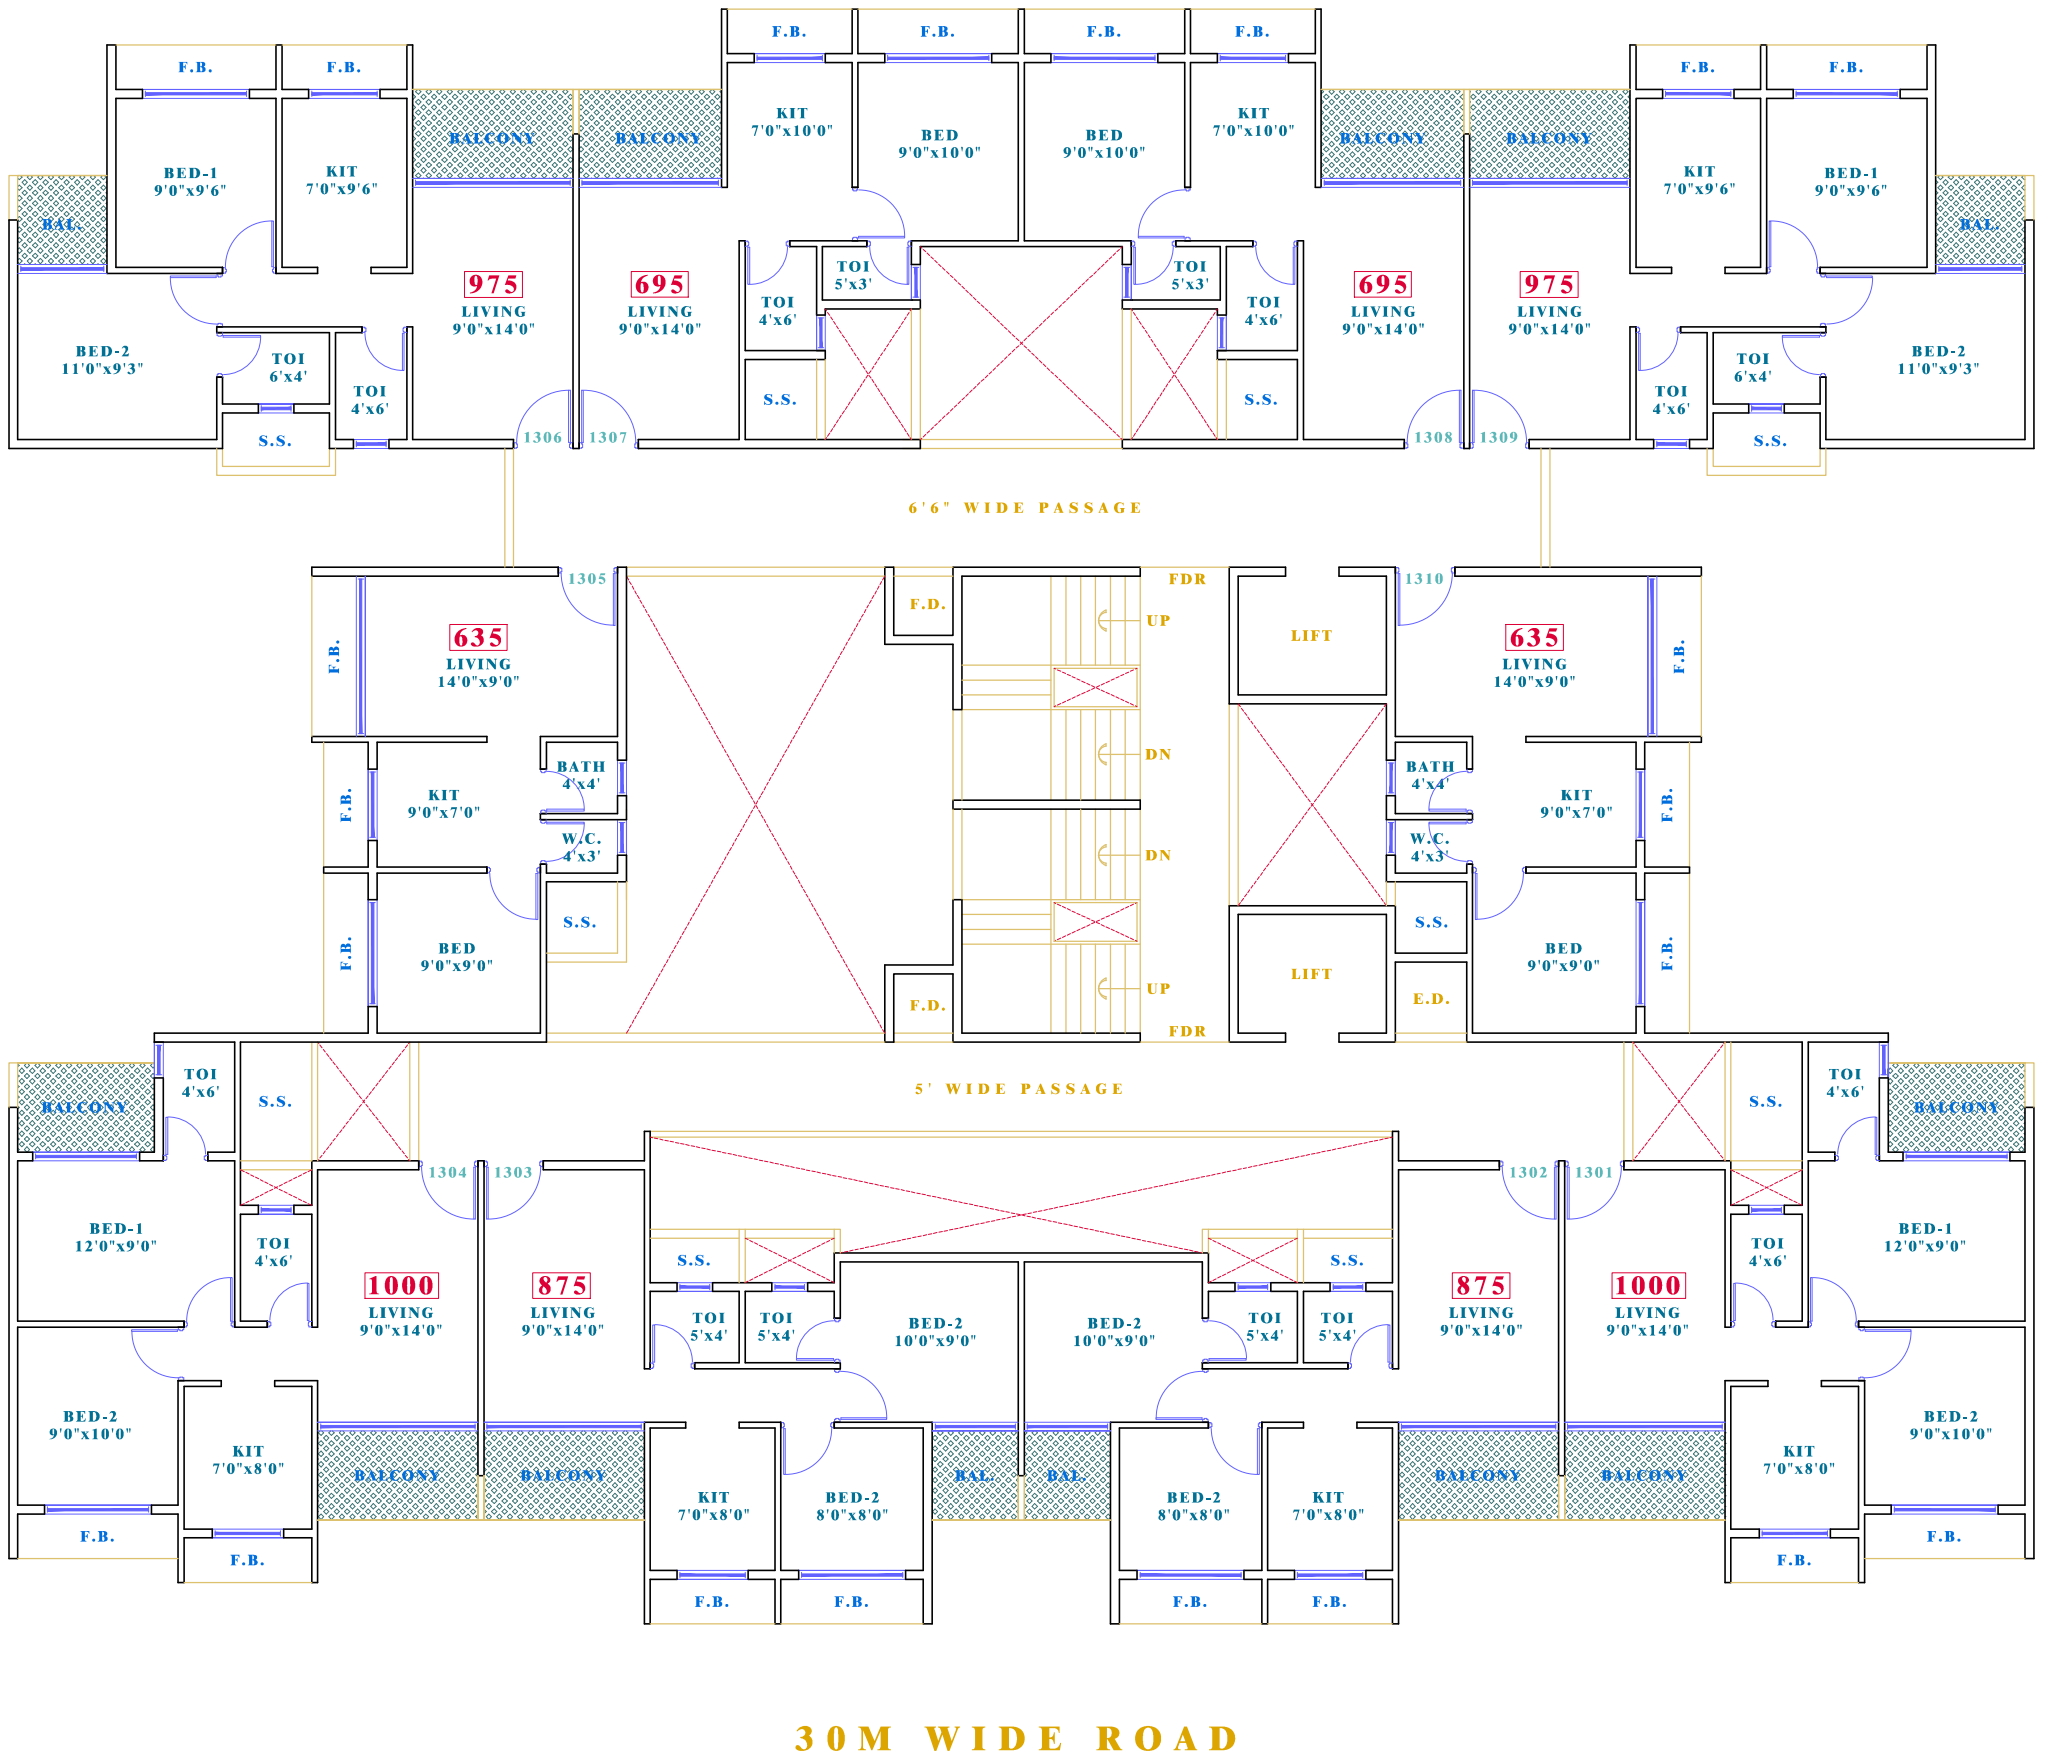 F.B.
F.B.
F.B.
F.B.
F.B.
F.B.
F.B.
F.B.
BALCONY
BALCONY
KIT
7'0"x10'0"
BED
9'0"x10'0"
BED
9'0"x10'0"
KIT
7'0"x10'0"
BALCONY
BALCONY
BED-1
9'0"x9'6"
KIT
7'0"x9'6"
KIT
7'0"x9'6"
BED-1
9'0"x9'6"
BAL.
BAL.
975
LIVING
9'0"x14'0"
695
LIVING
9'0"x14'0"
TOI
4'x6'
TOI
5'x3'
TOI
5'x3'
TOI
4'x6'
695
LIVING
9'0"x14'0"
975
LIVING
9'0"x14'0"
BED-2
11'0"x9'3"
TOI
6'x4'
TOI
4'x6'
S.S.
S.S.
TOI
4'x6'
TOI
6'x4'
BED-2
11'0"x9'3"
S.S.
1306
1307
1308
1309
S.S.
6'6" WIDE PASSAGE
1305
F.D.
FDR
UP
LIFT
1310
F.B.
635
LIVING
14'0"x9'0"
635
LIVING
14'0"x9'0"
F.B.
DN
F.B.
KIT
9'0"x7'0"
BATH
4'x4'
BATH
4'x4'
KIT
9'0"x7'0"
F.B.
W.C.
4'x3'
DN
W.C.
4'x3'
F.B.
BED
9'0"x9'0"
S.S.
S.S.
BED
9'0"x9'0"
F.B.
F.D.
UP
FDR
LIFT
E.D.
5' WIDE PASSAGE
BALCONY
TOI
4'x6'
S.S.
S.S.
TOI
4'x6'
BALCONY
1304
1303
1302
1301
BED-1
12'0"x9'0"
TOI
4'x6'
TOI
4'x6'
BED-1
12'0"x9'0"
1000
LIVING
9'0"x14'0"
875
LIVING
9'0"x14'0"
S.S.
S.S.
875
LIVING
9'0"x14'0"
1000
LIVING
9'0"x14'0"
TOI
5'x4'
TOI
5'x4'
BED-2
10'0"x9'0"
BED-2
10'0"x9'0"
TOI
5'x4'
TOI
5'x4'
BED-2
9'0"x10'0"
KIT
7'0"x8'0"
KIT
7'0"x8'0"
BED-2
9'0"x10'0"
BALCONY
BALCONY
BAL.
BAL.
BALCONY
BALCONY
KIT
7'0"x8'0"
BED-2
8'0"x8'0"
BED-2
8'0"x8'0"
KIT
7'0"x8'0"
F.B.
F.B.
F.B.
F.B.
F.B.
F.B.
F.B.
F.B.
30M WIDE ROAD